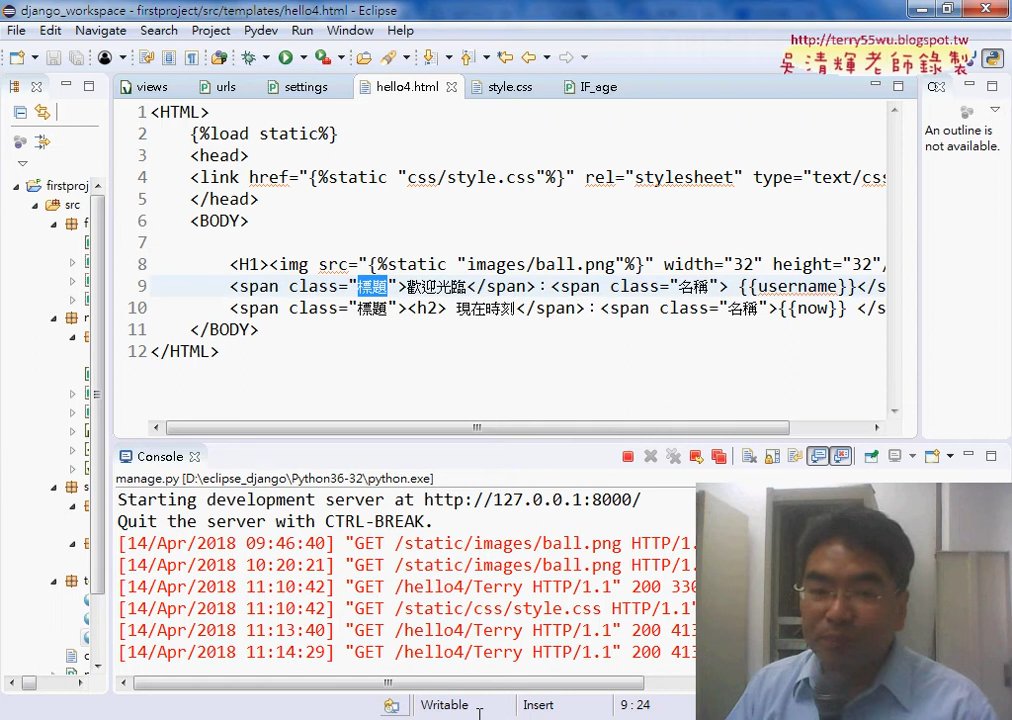 django_workspace - firstproject/src/templates/hello4.html - Eclipse
File Edit Navigate Search Project Pydev Run Window Help
http://terry55wu.blogspot.tw
吳清輝老師錄製
views urls settings hello4.html style.css IF_age
firstproj
src
An outline is
not available.
1 <HTML>
2 {%load static%}
3 <head>
4 <link href="{%static "css/style.css"%}" rel="stylesheet" type="text/css
5 </head>
6 <BODY>
7
8 <H1><img src="{%static "images/ball.png"%}" width="32" height="32"/
9 <span class="標題">歡迎光臨</span>：<span class="名稱"> {{username}}</s
10 <span class="標題"><h2> 現在時刻</span>：<span class="名稱">{{now}} </s
11 </BODY>
12 </HTML>
Console
manage.py [D:\eclipse_django\Python36-32\python.exe]
Starting development server at http://127.0.0.1:8000/
Quit the server with CTRL-BREAK.
[14/Apr/2018 09:46:40] "GET /static/images/ball.png HTTP/1.
[14/Apr/2018 10:20:21] "GET /static/images/ball.png HTTP/1.
[14/Apr/2018 11:10:42] "GET /hello4/Terry HTTP/1.1" 200 330
[14/Apr/2018 11:10:42] "GET /static/css/style.css HTTP/1.1"
[14/Apr/2018 11:13:40] "GET /hello4/Terry HTTP/1.1" 200 413
[14/Apr/2018 11:14:29] "GET /hello4/Terry HTTP/1.1" 200 413
Writable Insert 9 : 24